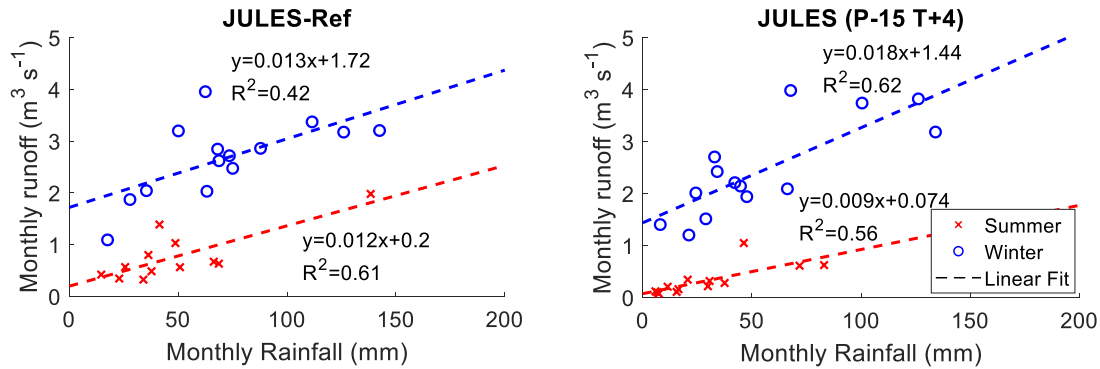 JULES-Ref
Monthly runoff (m³ s⁻¹)
5
4
3
2
1
0
y=0.013x+1.72
R²=0.42
y=0.012x+0.2
R²=0.61
0 50 100 150 200
Monthly Rainfall (mm)
JULES (P-15 T+4)
Monthly runoff (m³ s⁻¹)
5
4
3
2
1
0
y=0.018x+1.44
R²=0.62
y=0.009x+0.074
R²=0.56
Summer
Winter
Linear Fit
0 50 100 150 200
Monthly Rainfall (mm)